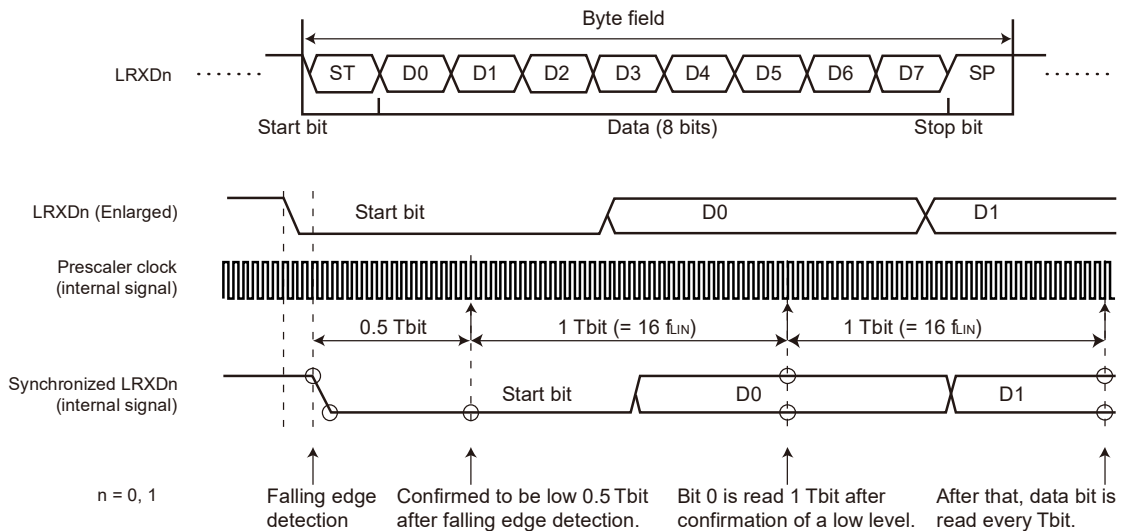 Byte field
LRXDn ........ ST D0 D1 D2 D3 D4 D5 D6 D7 SP ........
Start bit Data (8 bits) Stop bit
LRXDn (Enlarged) Start bit D0 D1
Prescaler clock
(internal signal)
0.5 Tbit 1 Tbit (= 16 fLIN) 1 Tbit (= 16 fLIN)
Synchronized LRXDn
(internal signal)
Start bit D0 D1
n = 0, 1
Falling edge
detection
Confirmed to be low 0.5 Tbit
after falling edge detection.
Bit 0 is read 1 Tbit after
confirmation of a low level.
After that, data bit is
read every Tbit.